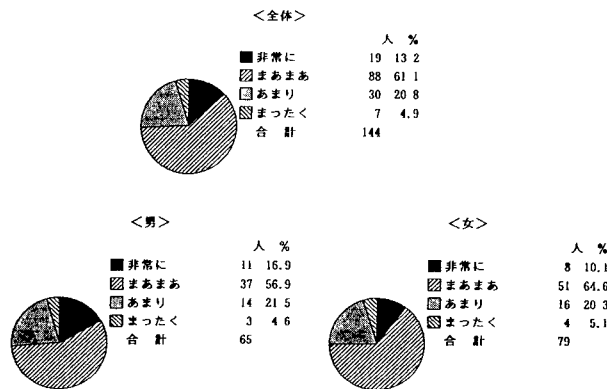 ＜全体＞
人 %
非常に 19 13 2
まあまあ 88 61 1
あまり 30 20 8
まったく 7 4.9
合 計 144
＜男＞
人 %
非常に 11 16.9
まあまあ 37 56.9
あまり 14 21 5
まったく 3 4 6
合 計 65
＜女＞
人 %
非常に 8 10.1
まあまあ 51 64.6
あまり 16 20 3
まったく 4 5.1
合 計 79